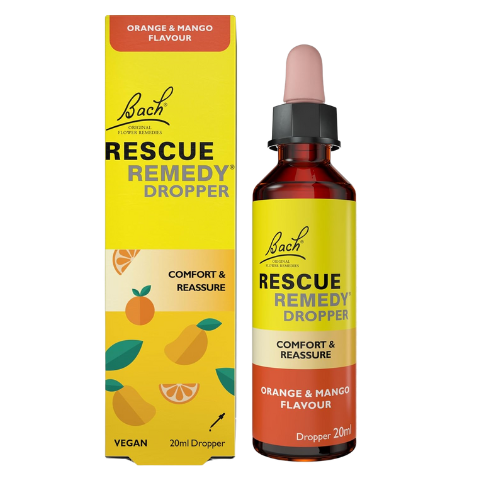 ORANGE & MANGO
FLAVOUR
Bach®
ORIGINAL
FLOWER REMEDIES
RESCUE
REMEDY®
DROPPER
COMFORT &
REASSURE
VEGAN
20ml Dropper
Bach®
ORIGINAL
FLOWER REMEDIES
RESCUE
REMEDY®
DROPPER
COMFORT &
REASSURE
ORANGE & MANGO
FLAVOUR
Dropper 20ml